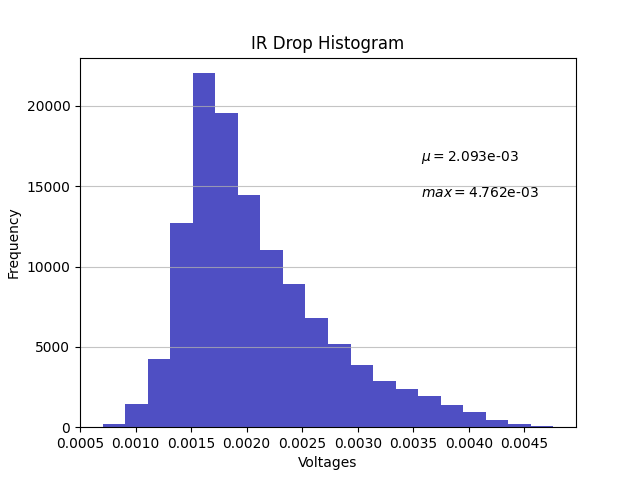 IR Drop Histogram
20000
15000
10000
5000
0
Frequency
μ = 2.093e-03
max = 4.762e-03
0.0005 0.0010 0.0015 0.0020 0.0025 0.0030 0.0035 0.0040 0.0045
Voltages